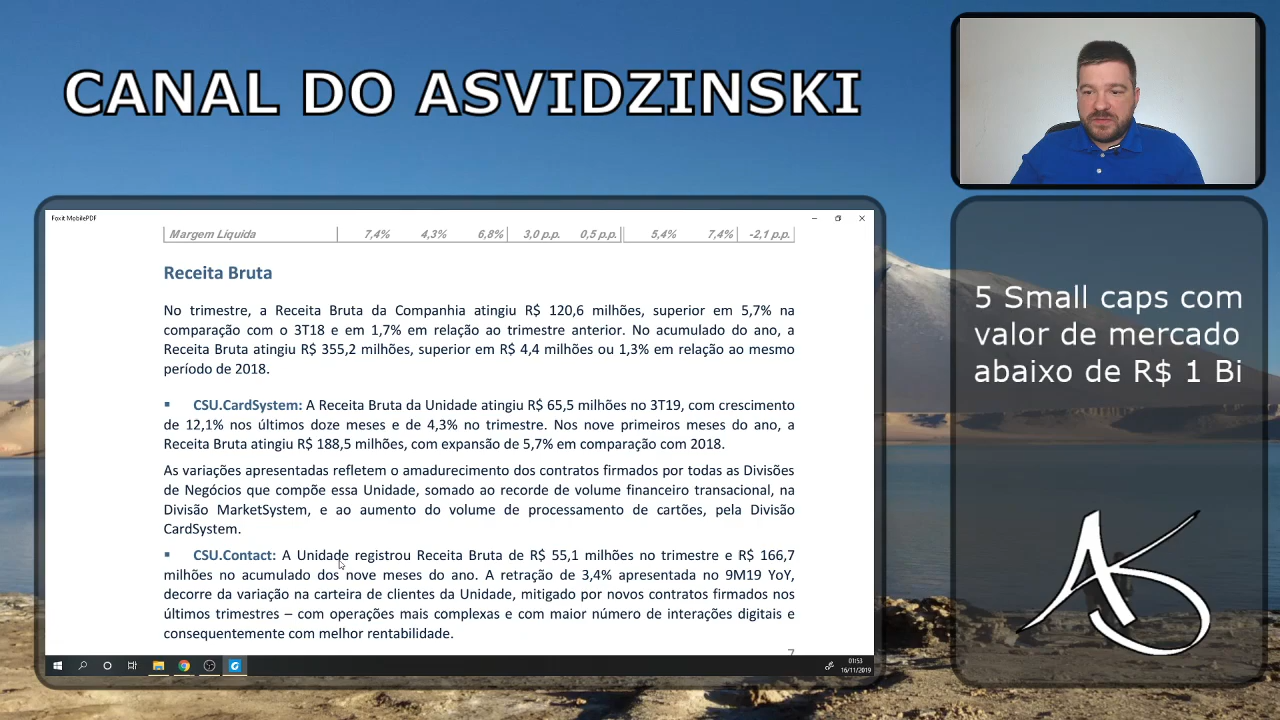 CANAL DO ASVIDZINSKI
Foxit MobilePDF
Margem Líquida 7,4% 4,3% 6,8% 3,0 p.p. 0,5 p.p. 5,4% 7,4% -2,1 p.p.
Receita Bruta
No trimestre, a Receita Bruta da Companhia atingiu R$ 120,6 milhões, superior em 5,7% na
comparação com o 3T18 e em 1,7% em relação ao trimestre anterior. No acumulado do ano, a
Receita Bruta atingiu R$ 355,2 milhões, superior em R$ 4,4 milhões ou 1,3% em relação ao mesmo
período de 2018.
▪ CSU.CardSystem: A Receita Bruta da Unidade atingiu R$ 65,5 milhões no 3T19, com crescimento
de 12,1% nos últimos doze meses e de 4,3% no trimestre. Nos nove primeiros meses do ano, a
Receita Bruta atingiu R$ 188,5 milhões, com expansão de 5,7% em comparação com 2018.
As variações apresentadas refletem o amadurecimento dos contratos firmados por todas as Divisões
de Negócios que compõe essa Unidade, somado ao recorde de volume financeiro transacional, na
Divisão MarketSystem, e ao aumento do volume de processamento de cartões, pela Divisão
CardSystem.
▪ CSU.Contact: A Unidade registrou Receita Bruta de R$ 55,1 milhões no trimestre e R$ 166,7
milhões no acumulado dos nove meses do ano. A retração de 3,4% apresentada no 9M19 YoY,
decorre da variação na carteira de clientes da Unidade, mitigado por novos contratos firmados nos
últimos trimestres – com operações mais complexas e com maior número de interações digitais e
consequentemente com melhor rentabilidade.
7
01:53
16/11/2019
5 Small caps com
valor de mercado
abaixo de R$ 1 Bi
AS